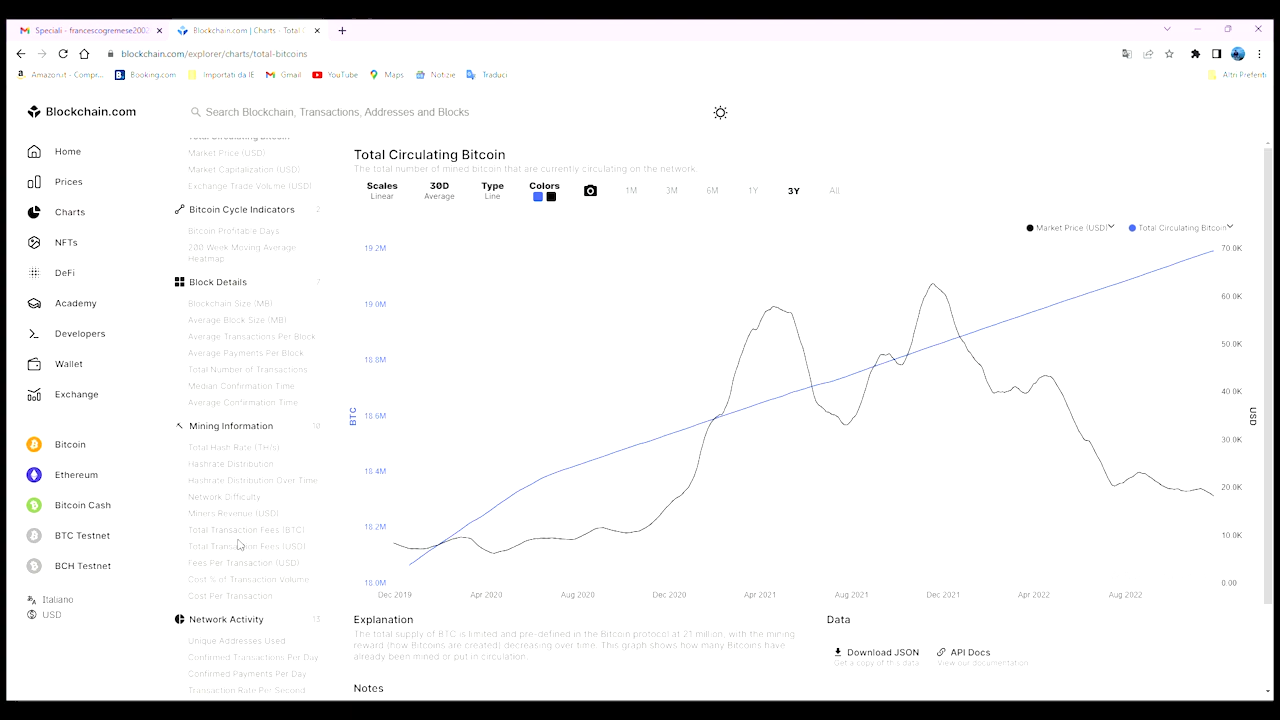 Speciali - francescogremese200
Blockchain.com | Charts - Total
blockchain.com/explorer/charts/total-bitcoins
Amazon.it - Compr...
Booking.com
Importati da IE
Gmail
YouTube
Maps
Notizie
Traduci
Altri Preferiti
Blockchain.com
Search Blockchain, Transactions, Addresses and Blocks
Home
Prices
Charts
NFTs
DeFi
Academy
Developers
Wallet
Exchange
Bitcoin
Ethereum
Bitcoin Cash
BTC Testnet
BCH Testnet
Italiano
USD
Total Circulating Bitcoin
Market Price (USD)
Market Capitalization (USD)
Exchange Trade Volume (USD)
Bitcoin Cycle Indicators 2
Bitcoin Profitable Days
200 Week Moving Average
Heatmap
Block Details 7
Blockchain Size (MB)
Average Block Size (MB)
Average Transactions Per Block
Average Payments Per Block
Total Number of Transactions
Median Confirmation Time
Average Confirmation Time
Mining Information 10
Total Hash Rate (TH/s)
Hashrate Distribution
Hashrate Distribution Over Time
Network Difficulty
Miners Revenue (USD)
Total Transaction Fees (BTC)
Total Transaction Fees (USD)
Fees Per Transaction (USD)
Cost % of Transaction Volume
Cost Per Transaction
Network Activity 13
Unique Addresses Used
Confirmed Transactions Per Day
Confirmed Payments Per Day
Transaction Rate Per Second
Total Circulating Bitcoin
The total number of mined bitcoin that are currently circulating on the network.
Scales 30D Type Colors 1M 3M 6M 1Y 3Y All
Linear Average Line
Market Price (USD) Total Circulating Bitcoin
19.2M
19.0M
18.8M
18.6M
18.4M
18.2M
18.0M
BTC
70.0K
60.0K
50.0K
40.0K
30.0K
20.0K
10.0K
0.00
USD
Dec 2019 Apr 2020 Aug 2020 Dec 2020 Apr 2021 Aug 2021 Dec 2021 Apr 2022 Aug 2022
Explanation
The total supply of BTC is limited and pre-defined in the Bitcoin protocol at 21 million, with the mining
reward (how Bitcoins are created) decreasing over time. This graph shows how many Bitcoins have
already been mined or put in circulation.
Notes
Data
Download JSON
Get a copy of this data
API Docs
View our documentation